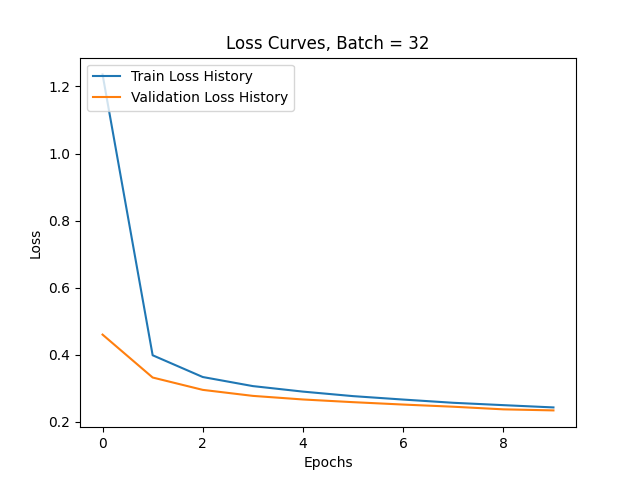 Loss Curves, Batch = 32
Train Loss History
Validation Loss History
1.2
1.0
0.8
0.6
0.4
0.2
Loss
0 2 4 6 8
Epochs